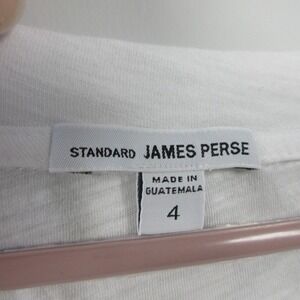 STANDARD JAMES PERSE
MADE IN
GUATEMALA
4